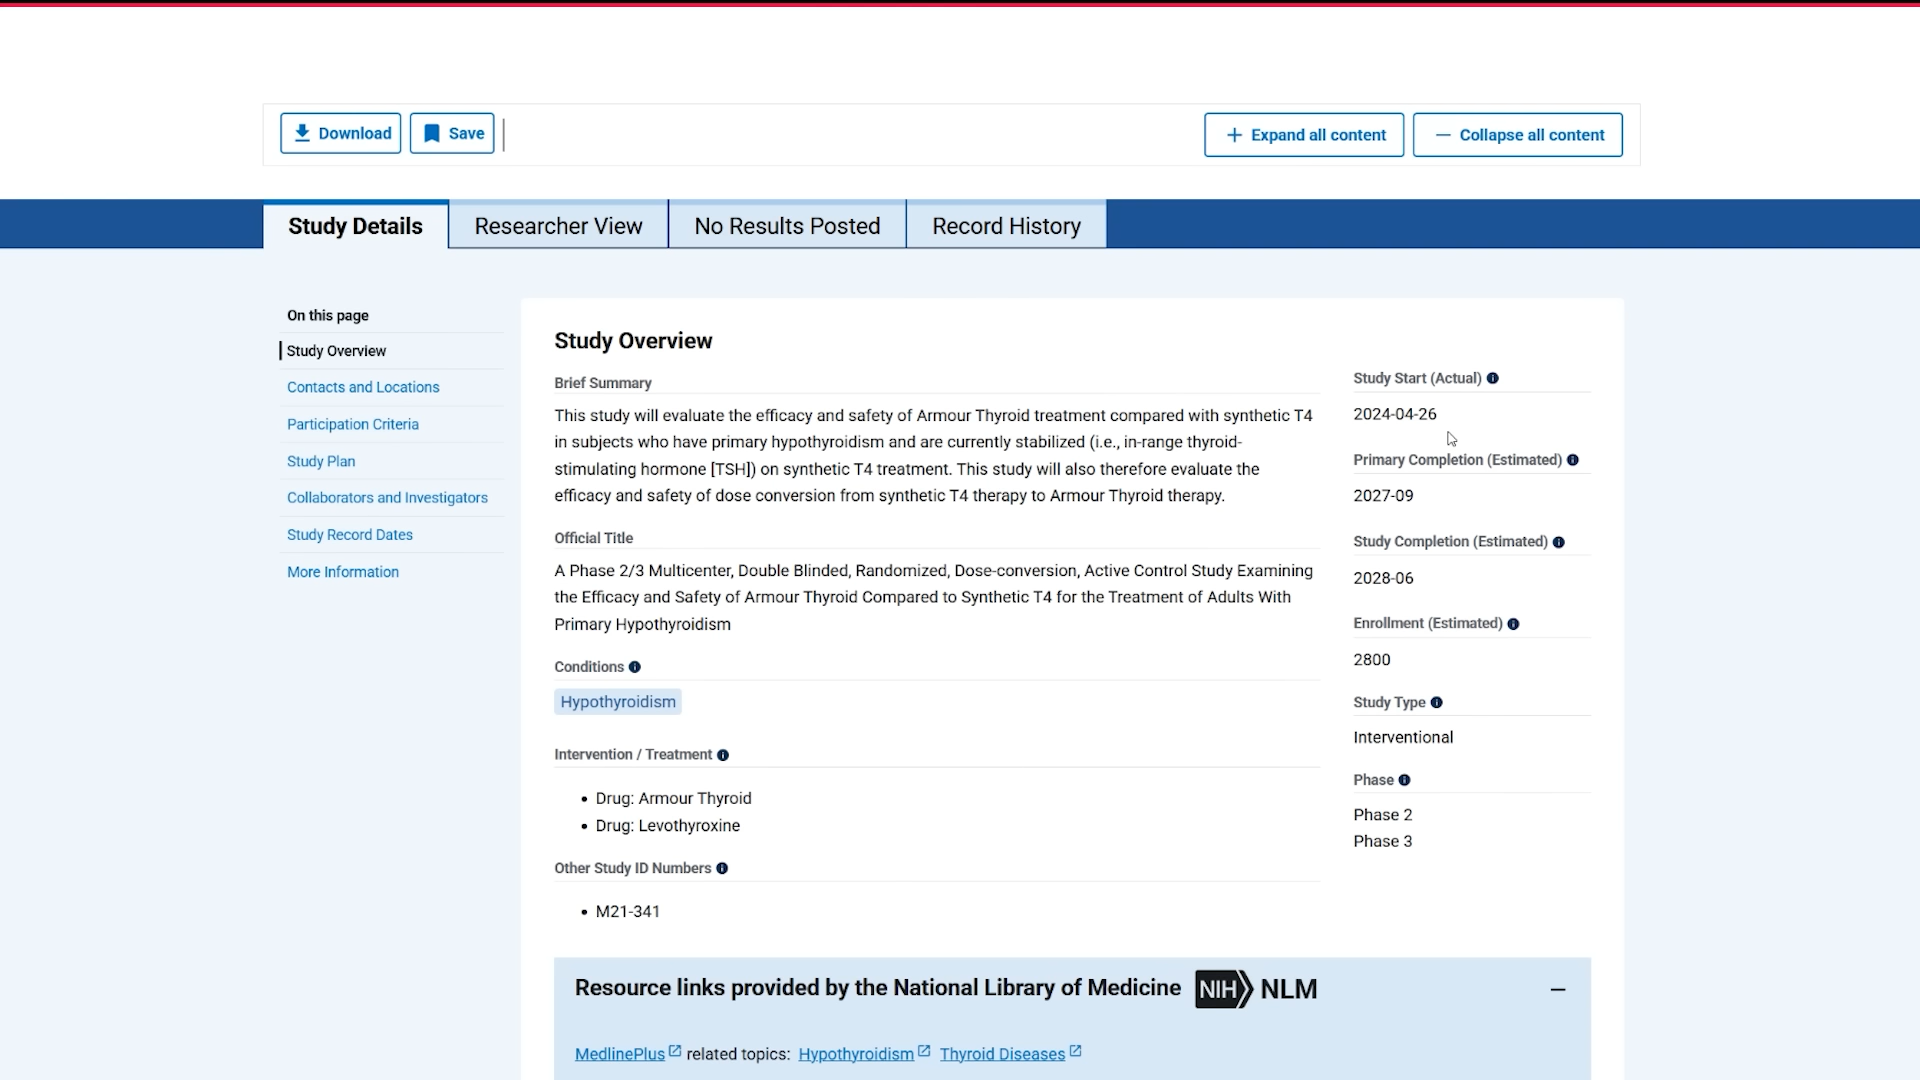 Download Save
Expand all content Collapse all content
Study Details Researcher View No Results Posted Record History
On this page
Study Overview
Contacts and Locations
Participation Criteria
Study Plan
Collaborators and Investigators
Study Record Dates
More Information
Study Overview
Brief Summary
This study will evaluate the efficacy and safety of Armour Thyroid treatment compared with synthetic T4
in subjects who have primary hypothyroidism and are currently stabilized (i.e., in-range thyroid-
stimulating hormone [TSH]) on synthetic T4 treatment. This study will also therefore evaluate the
efficacy and safety of dose conversion from synthetic T4 therapy to Armour Thyroid therapy.
Official Title
A Phase 2/3 Multicenter, Double Blinded, Randomized, Dose-conversion, Active Control Study Examining
the Efficacy and Safety of Armour Thyroid Compared to Synthetic T4 for the Treatment of Adults With
Primary Hypothyroidism
Conditions
Hypothyroidism
Intervention / Treatment
• Drug: Armour Thyroid
• Drug: Levothyroxine
Other Study ID Numbers
• M21-341
Study Start (Actual)
2024-04-26
Primary Completion (Estimated)
2027-09
Study Completion (Estimated)
2028-06
Enrollment (Estimated)
2800
Study Type
Interventional
Phase
Phase 2
Phase 3
Resource links provided by the National Library of Medicine NIH NLM
MedlinePlus related topics: Hypothyroidism Thyroid Diseases